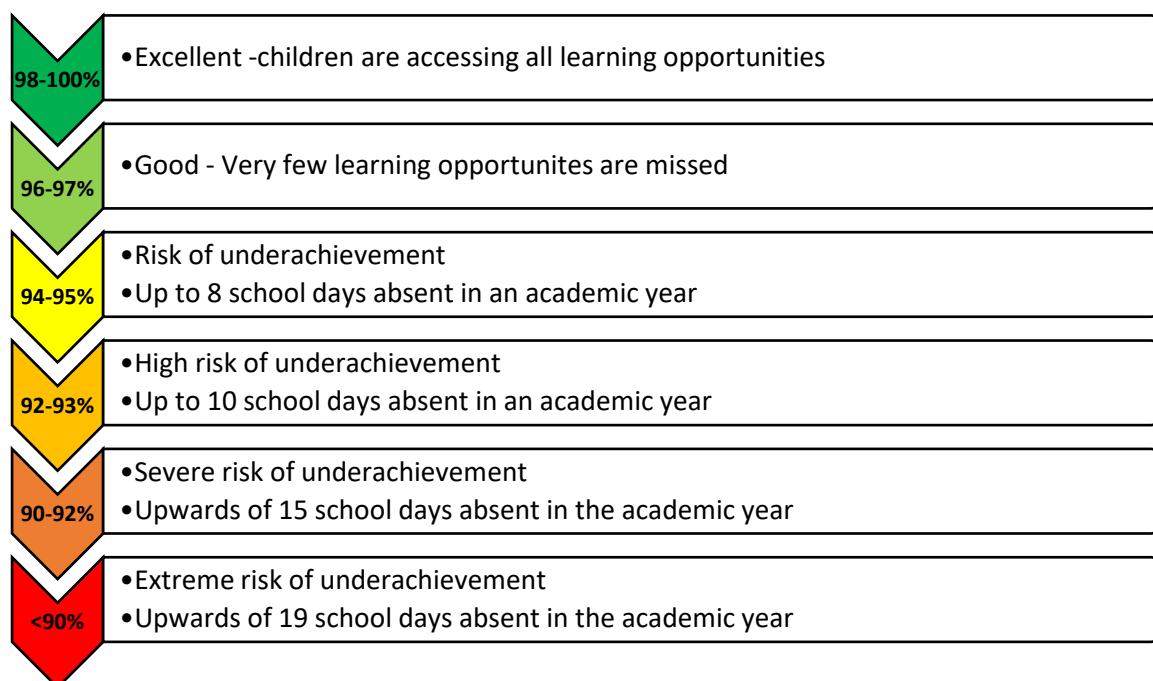 98-100%
•Excellent -children are accessing all learning opportunities
96-97%
•Good - Very few learning opportunites are missed
94-95%
•Risk of underachievement
•Up to 8 school days absent in an academic year
92-93%
•High risk of underachievement
•Up to 10 school days absent in an academic year
90-92%
•Severe risk of underachievement
•Upwards of 15 school days absent in the academic year
<90%
•Extreme risk of underachievement
•Upwards of 19 school days absent in the academic year